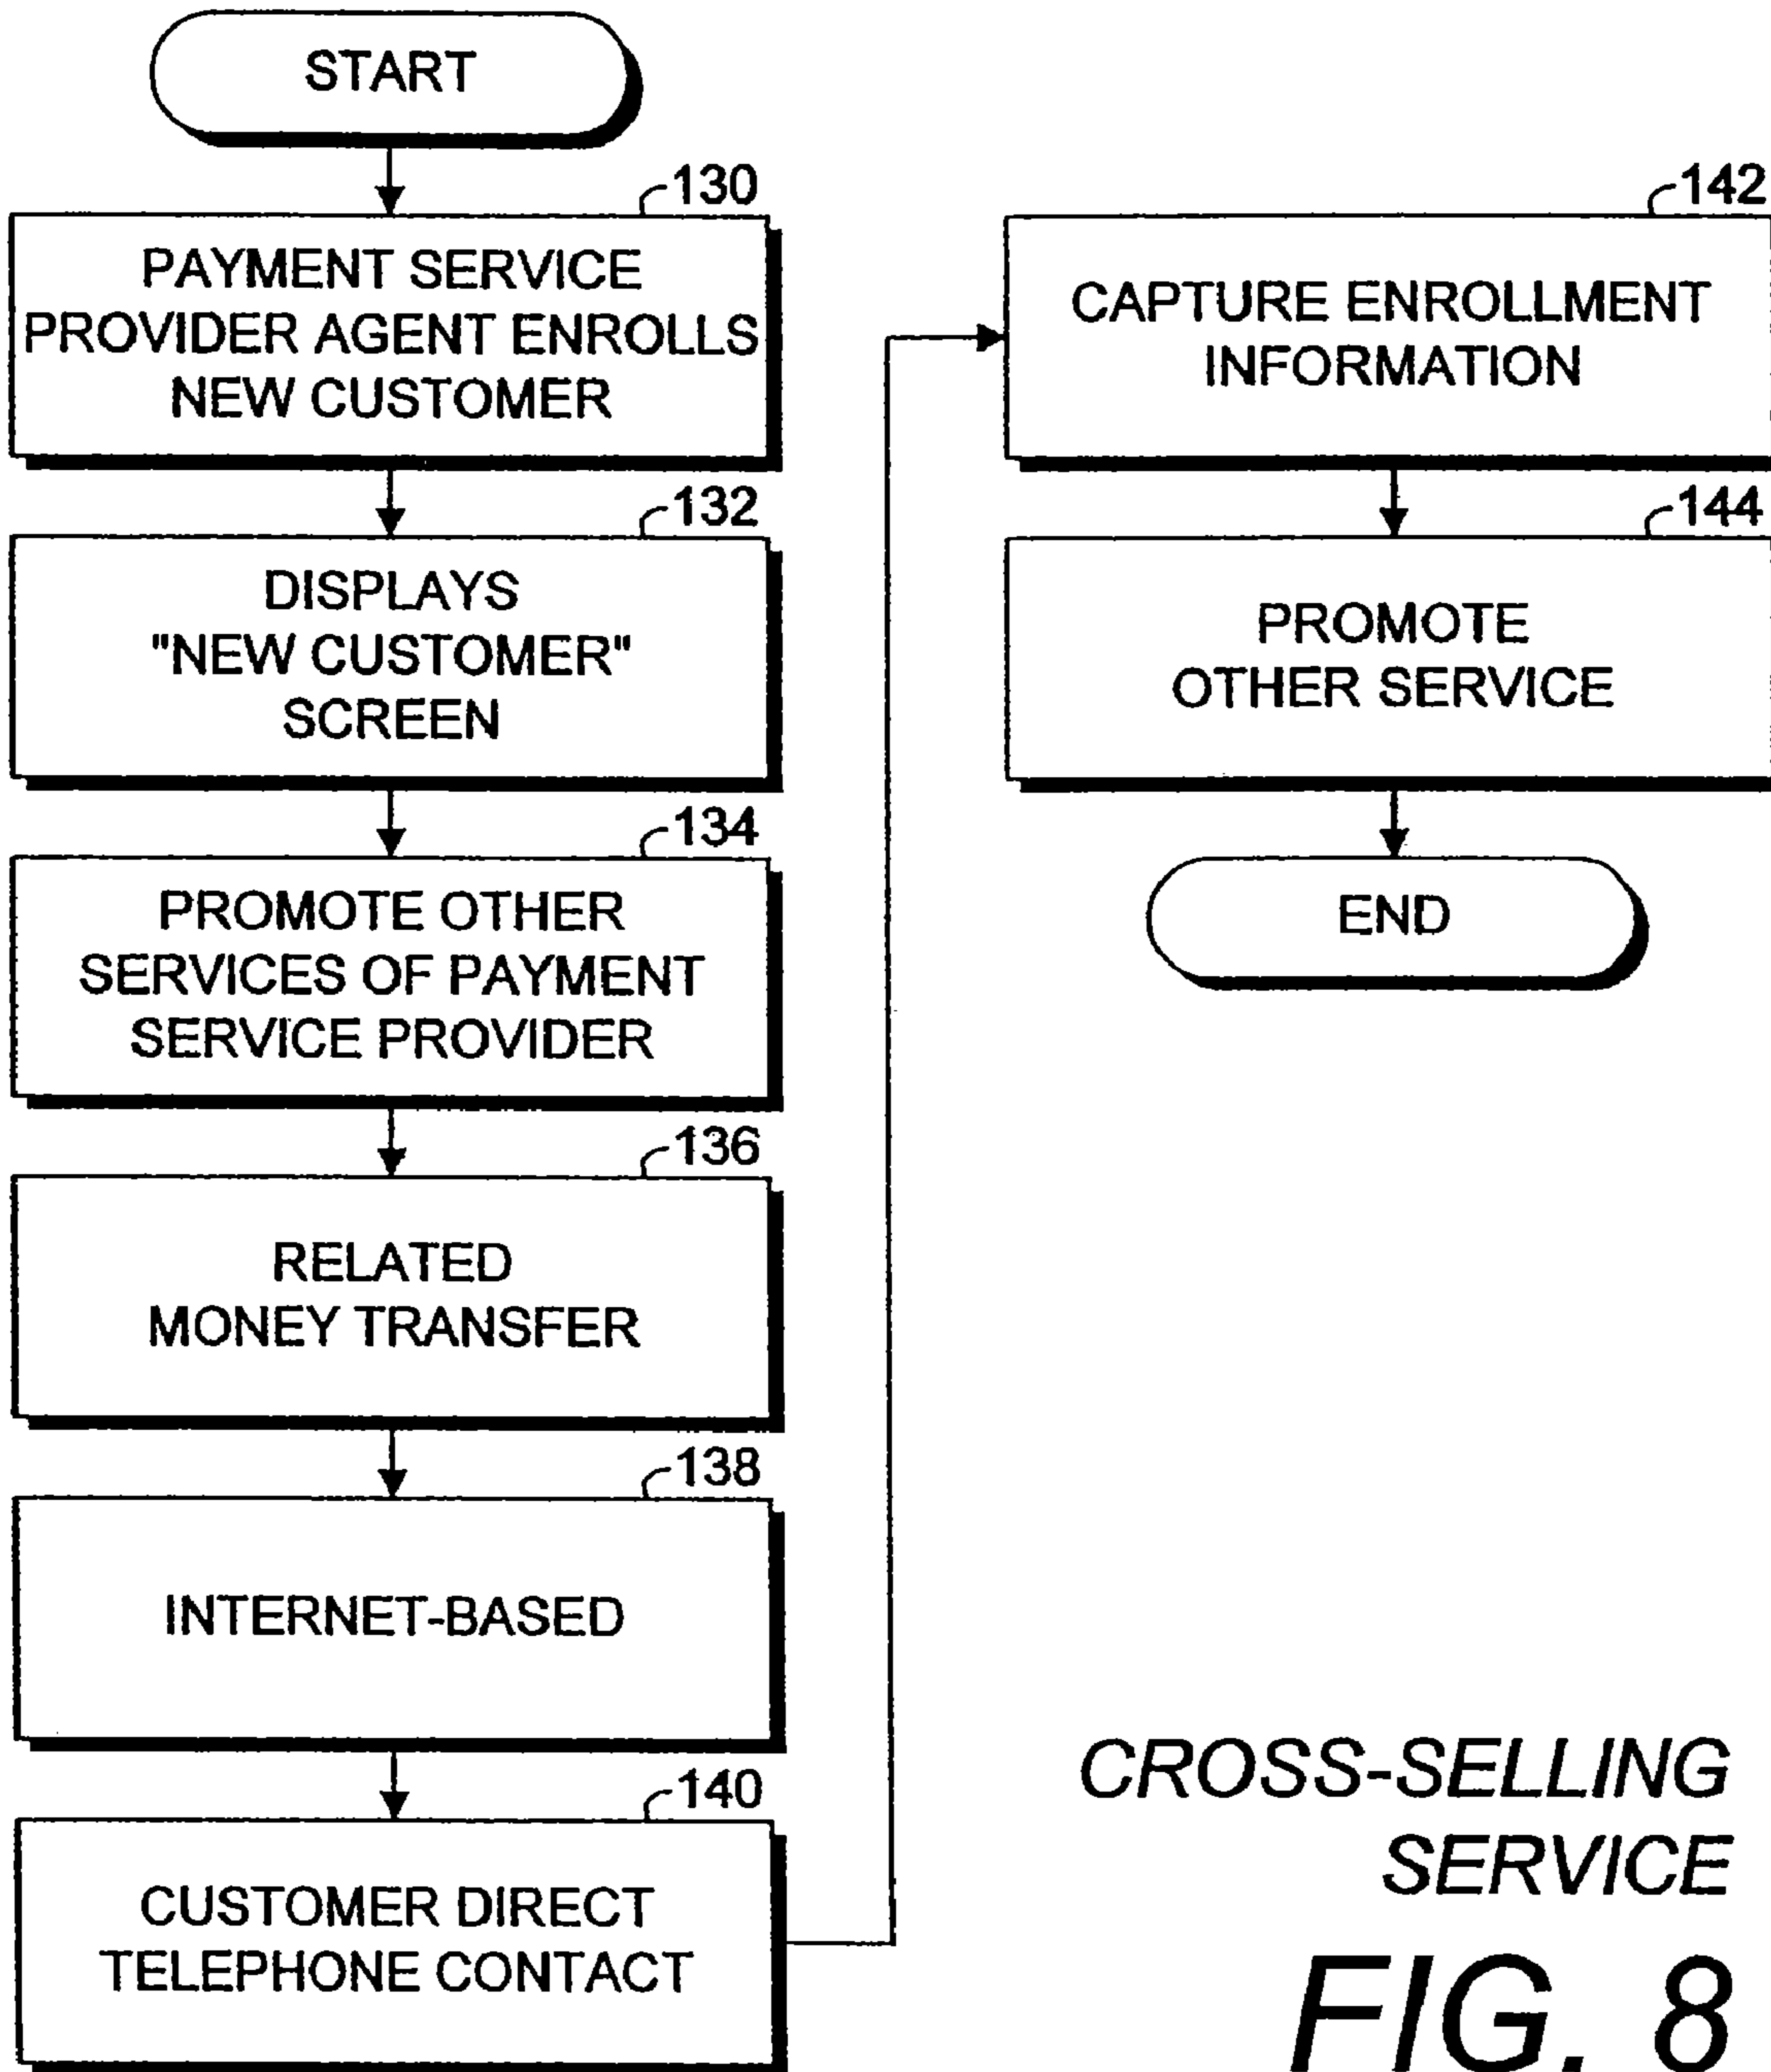 START
130
PAYMENT SERVICE
PROVIDER AGENT ENROLLS
NEW CUSTOMER
132
DISPLAYS
"NEW CUSTOMER"
SCREEN
134
PROMOTE OTHER
SERVICES OF PAYMENT
SERVICE PROVIDER
136
RELATED
MONEY TRANSFER
138
INTERNET-BASED
140
CUSTOMER DIRECT
TELEPHONE CONTACT
142
CAPTURE ENROLLMENT
INFORMATION
144
PROMOTE
OTHER SERVICE
END
CROSS-SELLING
SERVICE
FIG. 8